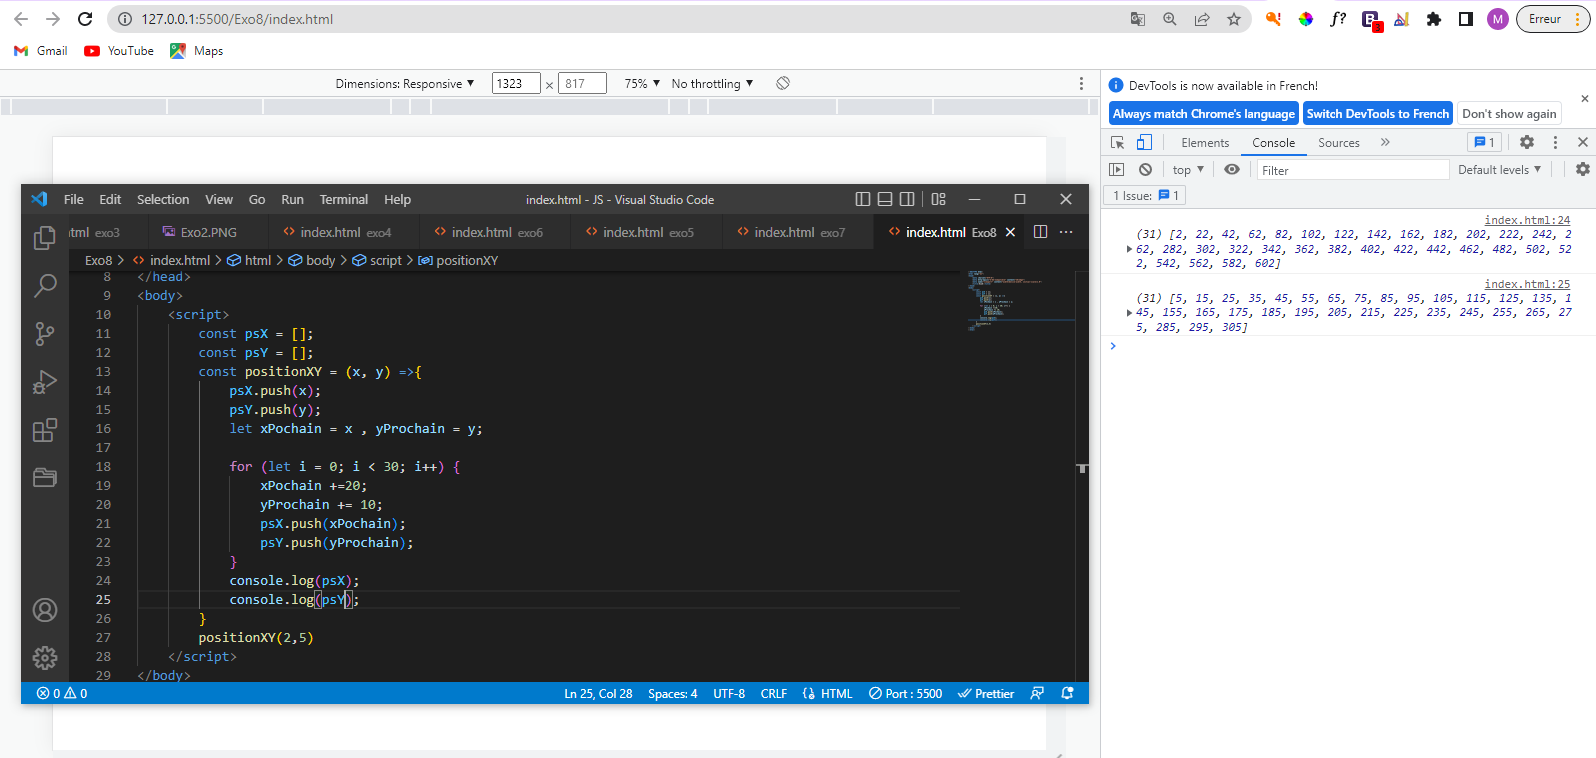 127.0.0.1:5500/Exo8/index.html
Erreur
M
3
Gmail YouTube Maps
Dimensions: Responsive 1323 × 817 75% No throttling
DevTools is now available in French!
Always match Chrome's language Switch DevTools to French Don't show again
Elements Console Sources » 1
top Filter Default levels
1 Issue: 1
index.html:24
(31) [2, 22, 42, 62, 82, 102, 122, 142, 162, 182, 202, 222, 242, 2
62, 282, 302, 322, 342, 362, 382, 402, 422, 442, 462, 482, 502, 52
2, 542, 562, 582, 602]
index.html:25
(31) [5, 15, 25, 35, 45, 55, 65, 75, 85, 95, 105, 115, 125, 135, 1
45, 155, 165, 175, 185, 195, 205, 215, 225, 235, 245, 255, 265, 27
5, 285, 295, 305]
File Edit Selection View Go Run Terminal Help index.html - JS - Visual Studio Code
tml exo3 Exo2.PNG index.html exo4 index.html exo6 index.html exo5 index.html exo7 index.html Exo8
Exo8 > index.html > html > body > script > positionXY
8 </head>
9 <body>
10 <script>
11 const psX = [];
12 const psY = [];
13 const positionXY = (x, y) =>{
14 psX.push(x);
15 psY.push(y);
16 let xPochain = x , yProchain = y;
17
18 for (let i = 0; i < 30; i++) {
19 xPochain +=20;
20 yProchain += 10;
21 psX.push(xPochain);
22 psY.push(yProchain);
23 }
24 console.log(psX);
25 console.log(psY);
26 }
27 positionXY(2,5)
28 </script>
29 </body>
0 0 Ln 25, Col 28 Spaces: 4 UTF-8 CRLF HTML Port : 5500 Prettier